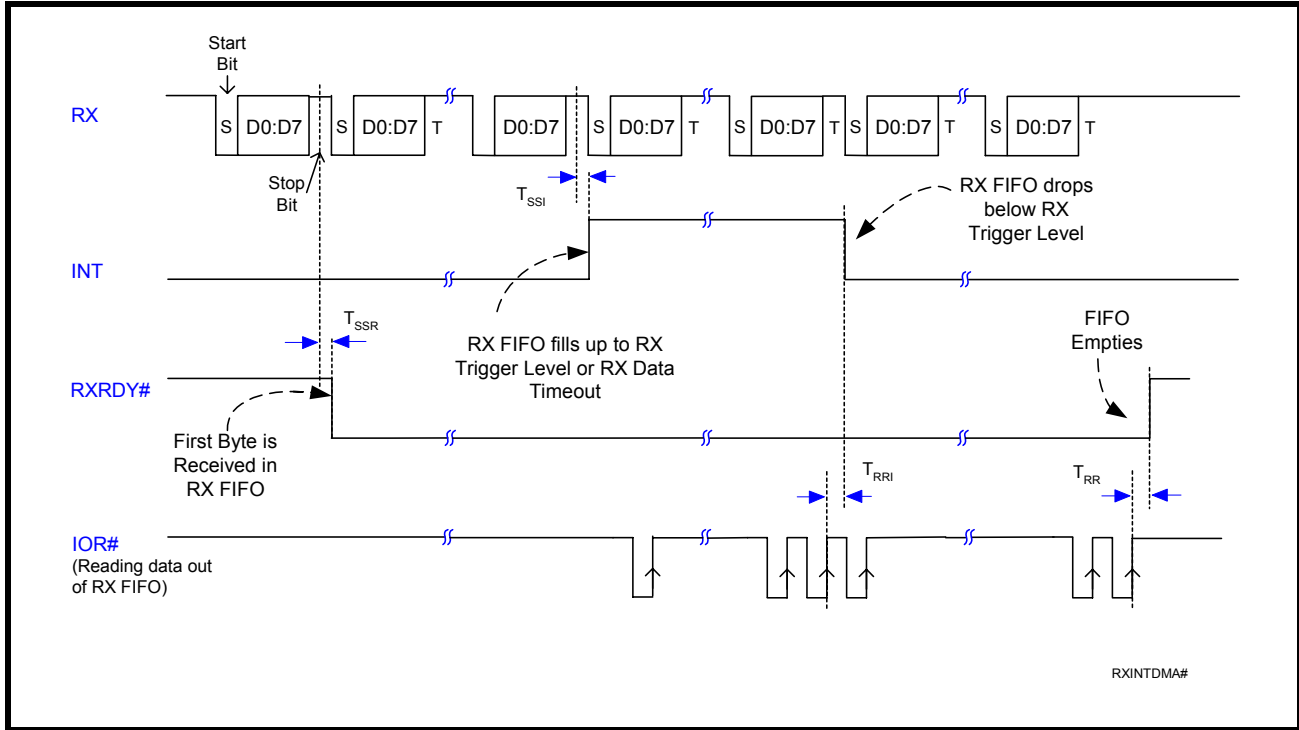 Start
Bit
RX
S D0:D7 S D0:D7 T D0:D7 S D0:D7 T S D0:D7 T S D0:D7 T S D0:D7 T
Stop
Bit
TSSI
RX FIFO drops
below RX
Trigger Level
INT
TSSR
RX FIFO fills up to RX
Trigger Level or RX Data
Timeout
FIFO
Empties
RXRDY#
First Byte is
Received in
RX FIFO
TRRI
TRR
IOR#
(Reading data out
of RX FIFO)
RXINTDMA#